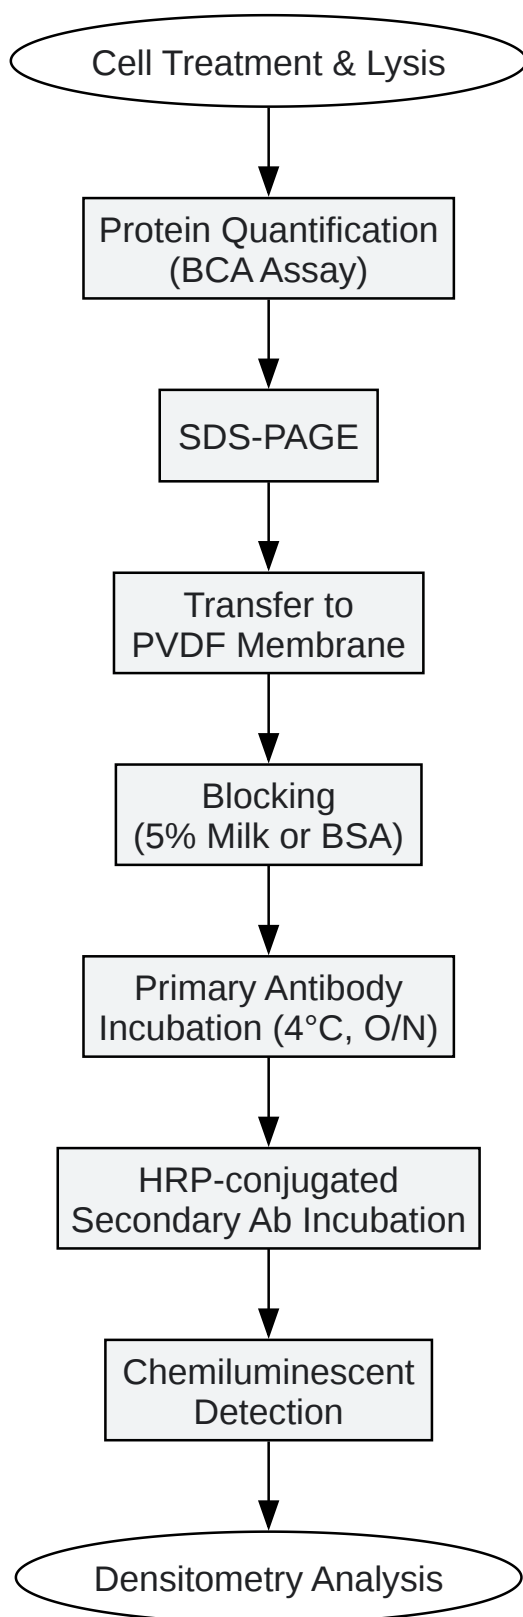 Cell Treatment & Lysis
Protein Quantification
(BCA Assay)
SDS-PAGE
Transfer to
PVDF Membrane
Blocking
(5% Milk or BSA)
Primary Antibody
Incubation (4°C, O/N)
HRP-conjugated
Secondary Ab Incubation
Chemiluminescent
Detection
Densitometry Analysis